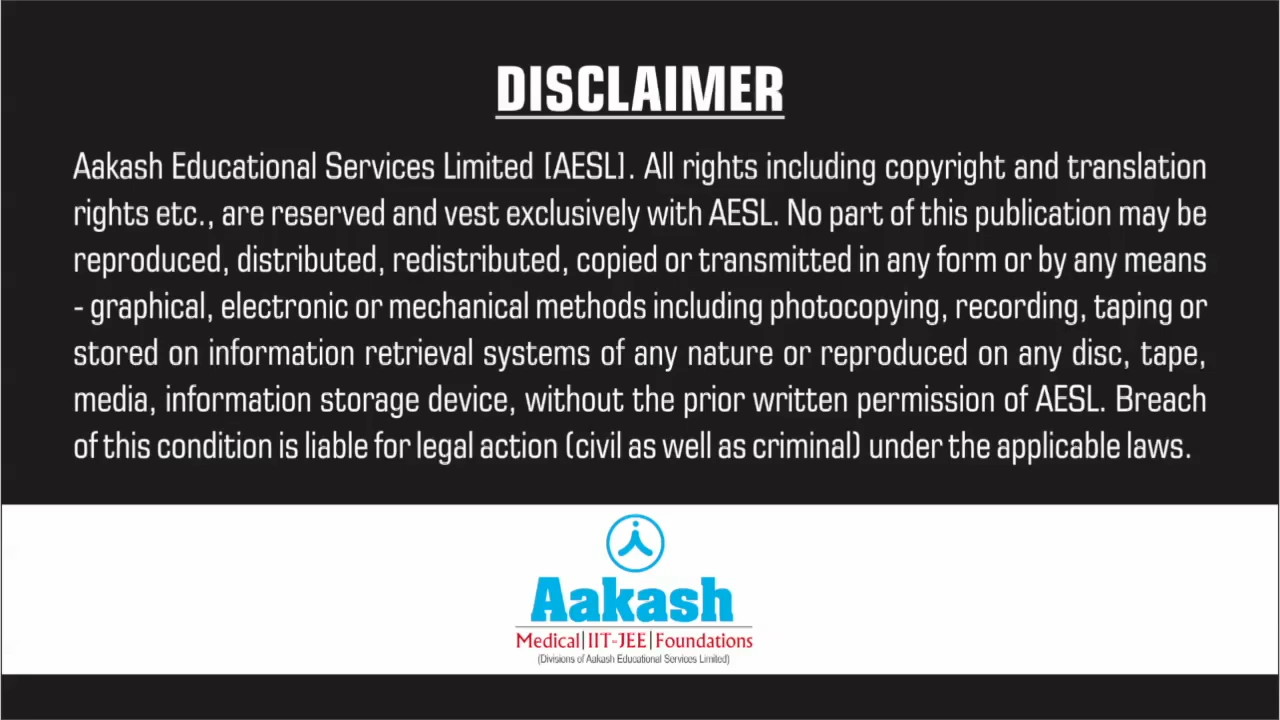 DISCLAIMER
Aakash Educational Services Limited [AESL]. All rights including copyright and translation
rights etc., are reserved and vest exclusively with AESL. No part of this publication may be
reproduced, distributed, redistributed, copied or transmitted in any form or by any means
- graphical, electronic or mechanical methods including photocopying, recording, taping or
stored on information retrieval systems of any nature or reproduced on any disc, tape,
media, information storage device, without the prior written permission of AESL. Breach
of this condition is liable for legal action (civil as well as criminal) under the applicable laws.
Aakash
Medical|IIT-JEE|Foundations
(Divisions of Aakash Educational Services Limited)